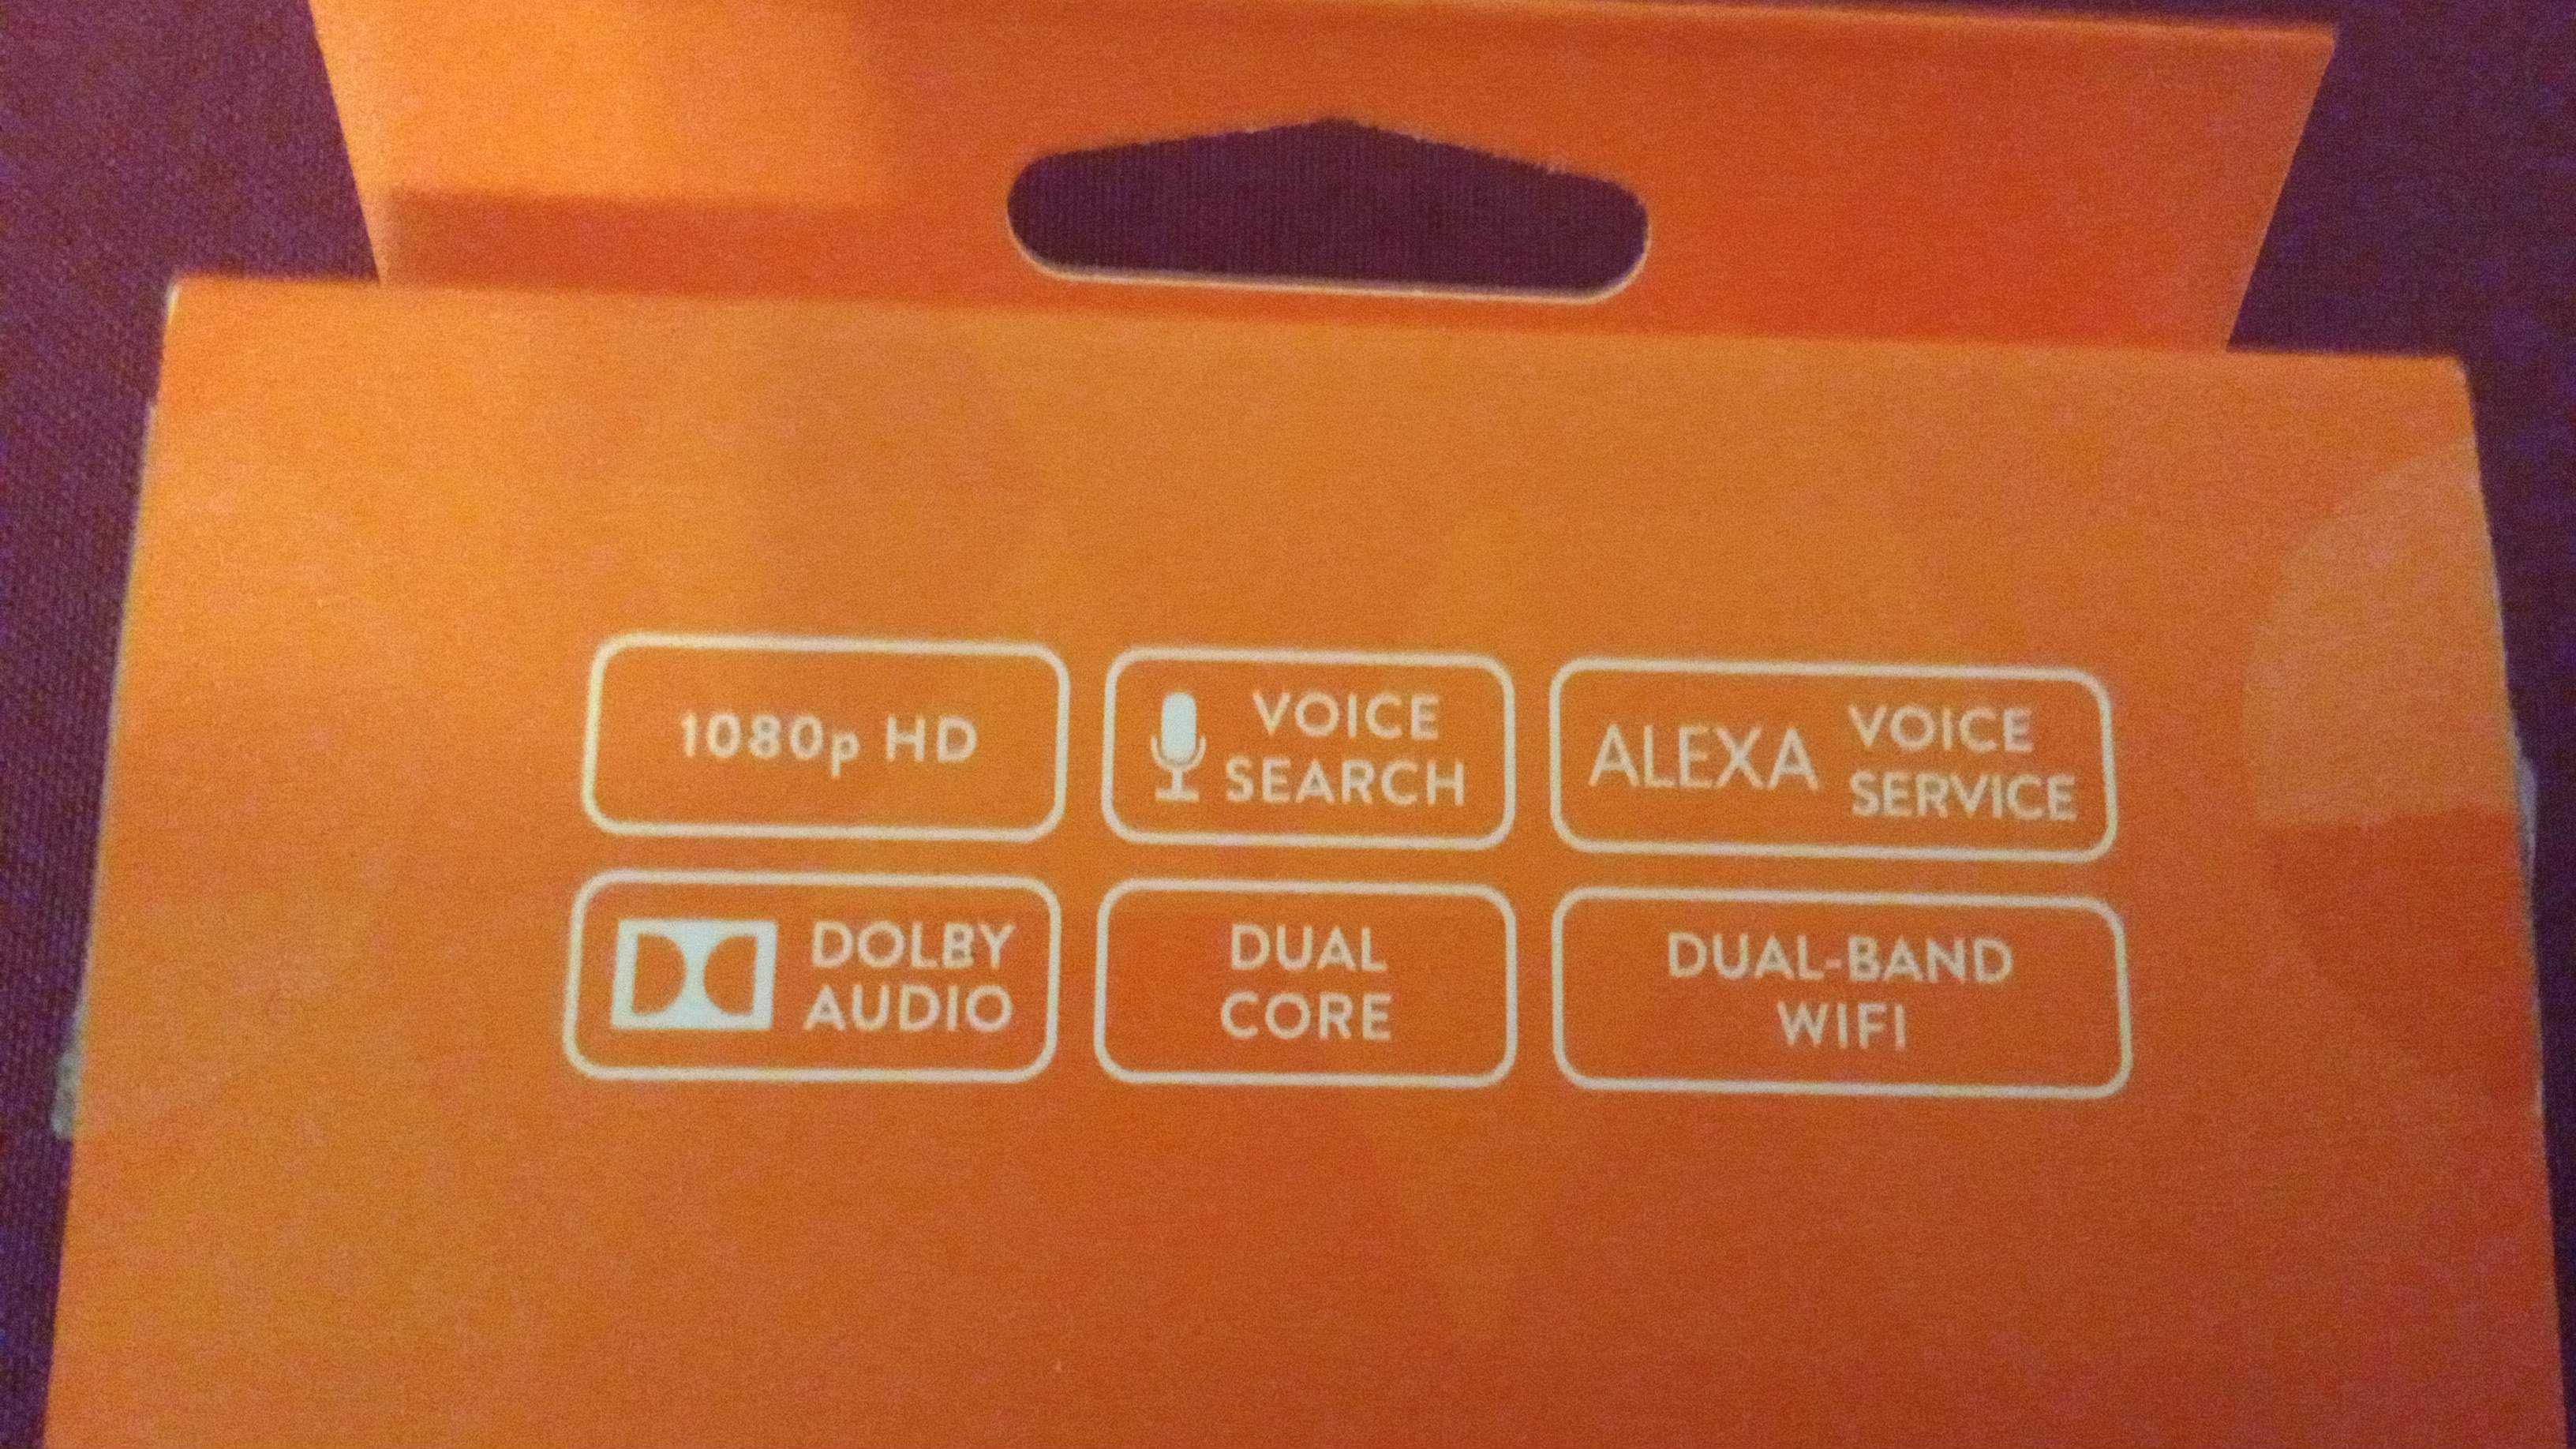 1080p HD
VOICE
SEARCH
ALEXA VOICE
SERVICE
DOLBY
AUDIO
DUAL
CORE
DUAL-BAND
WIFI